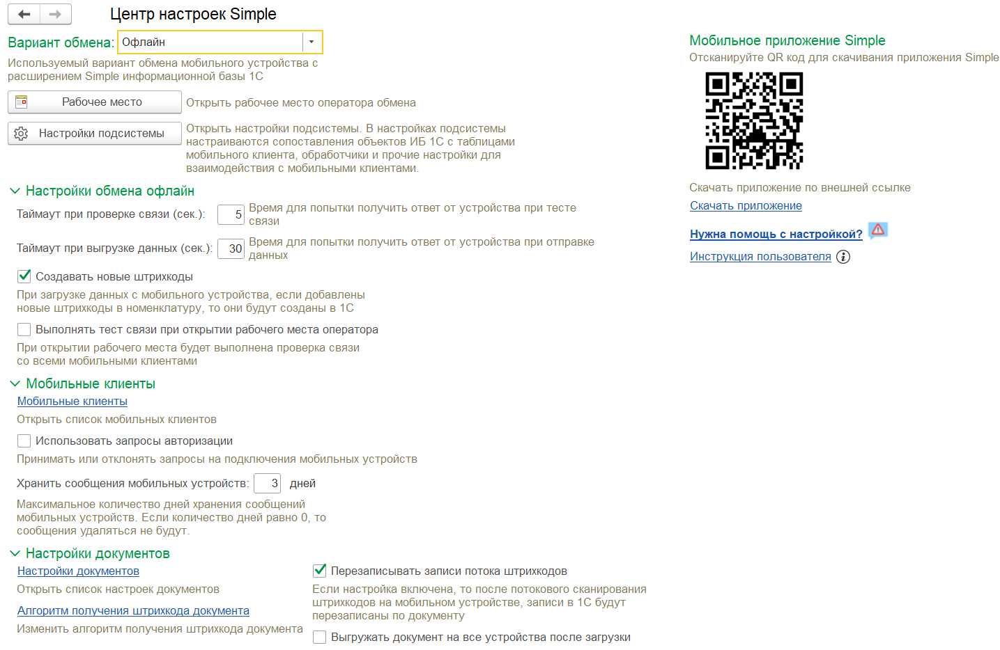 Центр настроек Simple
Вариант обмена: Офлайн
Используемый вариант обмена мобильного устройства с
расширением Simple информационной базы 1С
Рабочее место
Открыть рабочее место оператора обмена
Настройки подсистемы
Открыть настройки подсистемы. В настройках подсистемы
настраиваются сопоставления объектов ИБ 1С с таблицами
мобильного клиента, обработчики и прочие настройки для
взаимодействия с мобильными клиентами.
Настройки обмена офлайн
Таймаут при проверке связи (сек.): 5
Время для попытки получить ответ от устройства при тесте
связи
Таймаут при выгрузке данных (сек.): 30
Время для попытки получить ответ от устройства при отправке
данных
Создавать новые штрихкоды
При загрузке данных с мобильного устройства, если добавлены
новые штрихкоды в номенклатуру, то они будут созданы в 1С
Выполнять тест связи при открытии рабочего места оператора
При открытии рабочего места будет выполнена проверка связи
со всеми мобильными клиентами
Мобильные клиенты
Мобильные клиенты
Открыть список мобильных клиентов
Использовать запросы авторизации
Принимать или отклонять запросы на подключения мобильных устройств
Хранить сообщения мобильных устройств: 3 дней
Максимальное количество дней хранения сообщений
мобильных устройств. Если количество дней равно 0, то
сообщения удаляться не будут.
Настройки документов
Настройки документов
Открыть список настроек документов
Алгоритм получения штрихкода документа
Изменить алгоритм получения штрихкода документа
Перезаписывать записи потока штрихкодов
Если настройка включена, то после потокового сканирования
штрихкодов на мобильном устройстве, записи в 1С будут
перезаписаны по документу
Выгружать документ на все устройства после загрузки
Мобильное приложение Simple
Отсканируйте QR код для скачивания приложения Simple
Скачать приложение по внешней ссылке
Скачать приложение
Нужна помощь с настройкой?
Инструкция пользователя